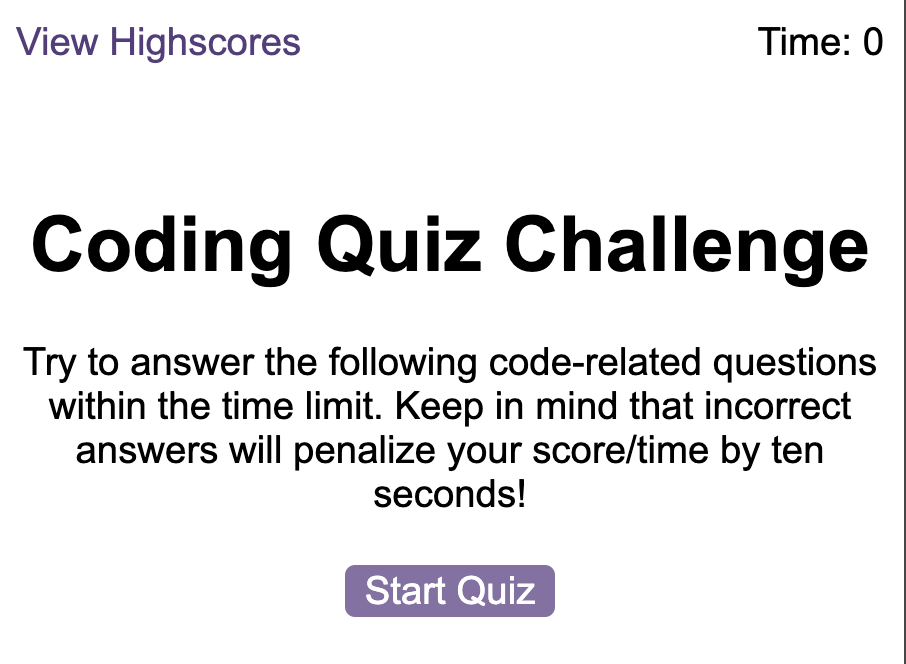 View Highscores
Time: 0
Coding Quiz Challenge
Try to answer the following code-related questions
within the time limit. Keep in mind that incorrect
answers will penalize your score/time by ten
seconds!
Start Quiz